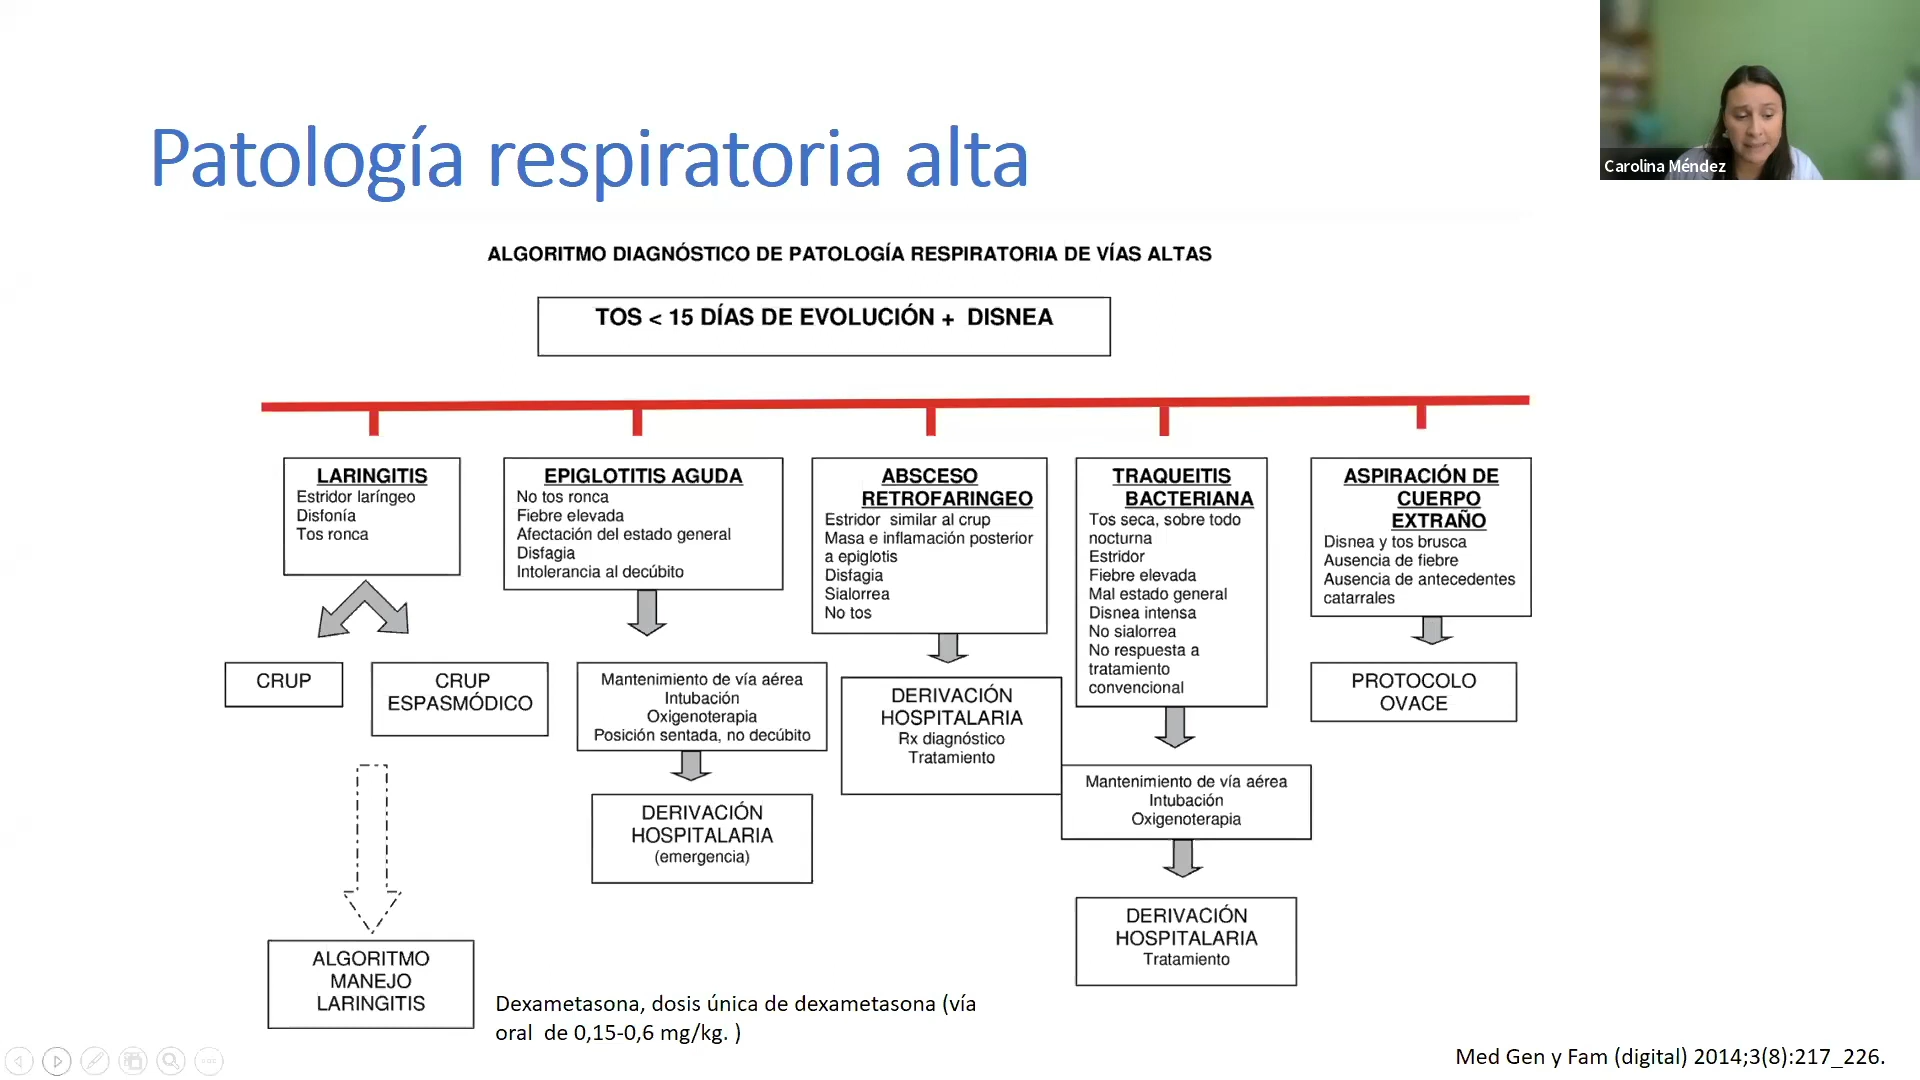 Patología respiratoria alta
Carolina Méndez
ALGORITMO DIAGNÓSTICO DE PATOLOGÍA RESPIRATORIA DE VÍAS ALTAS
TOS < 15 DÍAS DE EVOLUCIÓN + DISNEA
LARINGITIS
Estridor laríngeo
Disfonía
Tos ronca
CRUP
CRUP
ESPASMÓDICO
ALGORITMO
MANEJO
LARINGITIS
EPIGLOTITIS AGUDA
No tos ronca
Fiebre elevada
Afectación del estado general
Disfagia
Intolerancia al decúbito
Mantenimiento de vía aérea
Intubación
Oxigenoterapia
Posición sentada, no decúbito
DERIVACIÓN
HOSPITALARIA
(emergencia)
ABSCESO
RETROFARINGEO
Estridor similar al crup
Masa e inflamación posterior
a epiglotis
Disfagia
Sialorrea
No tos
DERIVACIÓN
HOSPITALARIA
Rx diagnóstico
Tratamiento
TRAQUEITIS
BACTERIANA
Tos seca, sobre todo
nocturna
Estridor
Fiebre elevada
Mal estado general
Disnea intensa
No sialorrea
No respuesta a
tratamiento
convencional
Mantenimiento de vía aérea
Intubación
Oxigenoterapia
DERIVACIÓN
HOSPITALARIA
Tratamiento
ASPIRACIÓN DE
CUERPO
EXTRAÑO
Disnea y tos brusca
Ausencia de fiebre
Ausencia de antecedentes
catarrales
PROTOCOLO
OVACE
Dexametasona, dosis única de dexametasona (vía
oral de 0,15-0,6 mg/kg. )
Med Gen y Fam (digital) 2014;3(8):217_226.